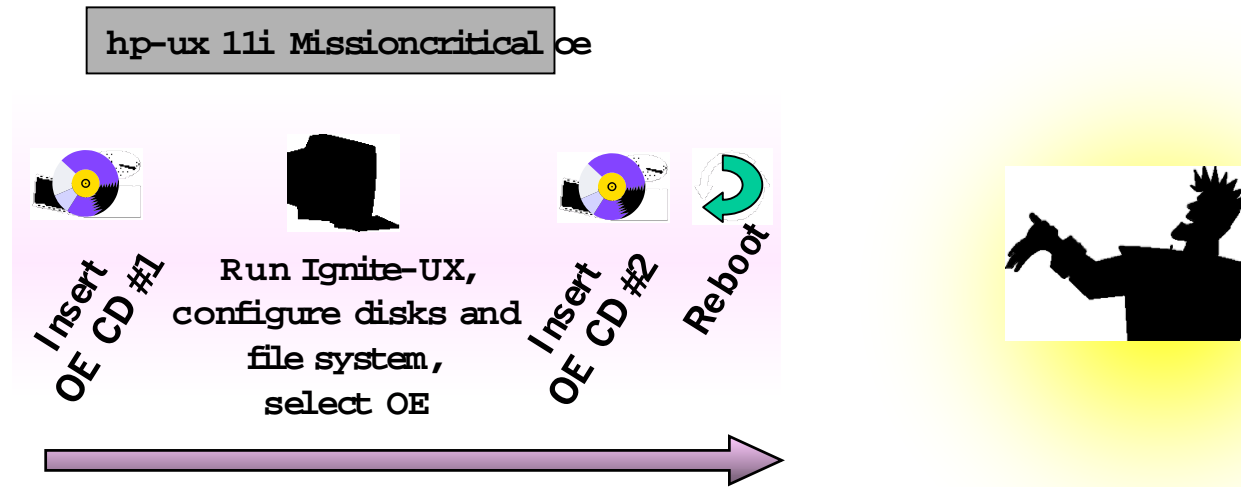 hp-ux 11i Missioncritical oe
Insert
OE CD #1
Run Ignite-UX,
configure disks and
file system,
select OE
Insert
OE CD #2
Reboot